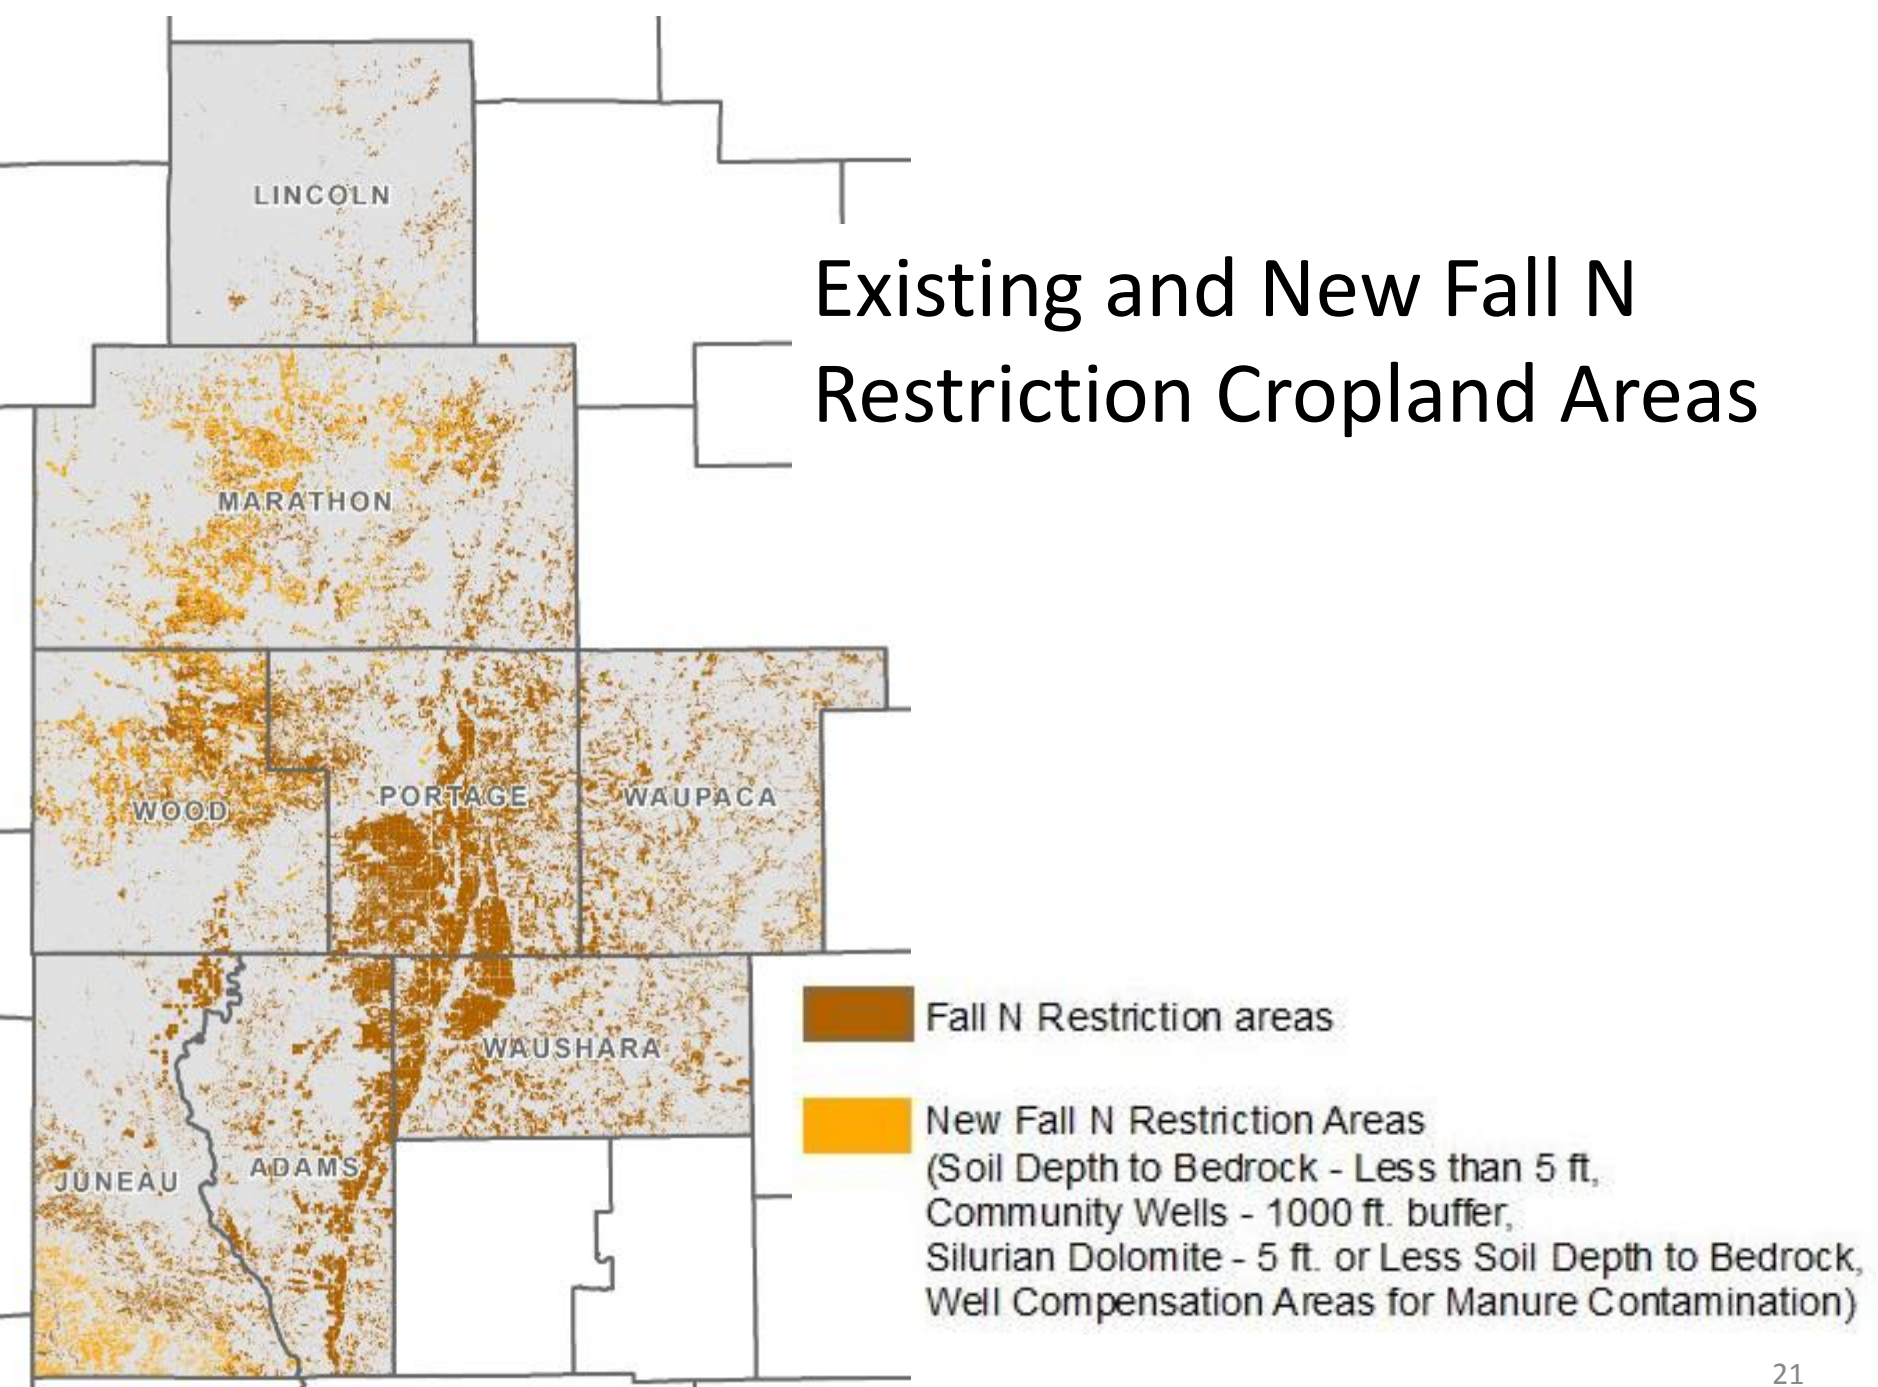 LINCOLN
Existing and New Fall N
Restriction Cropland Areas
MARATHON
PORTAGE
WAUPACA
WOOD
Fall N Restriction areas
WAUSHARA
New Fall N Restriction Areas
(Soil Depth to Bedrock - Less than 5 ft,
ADAMS
JUNEAU
Community Wells - 1000 ft. buffer,
Silurian Dolomite - 5 ft. or Less Soil Depth to Bedrock,
Well Compensation Areas for Manure Contamination)
21